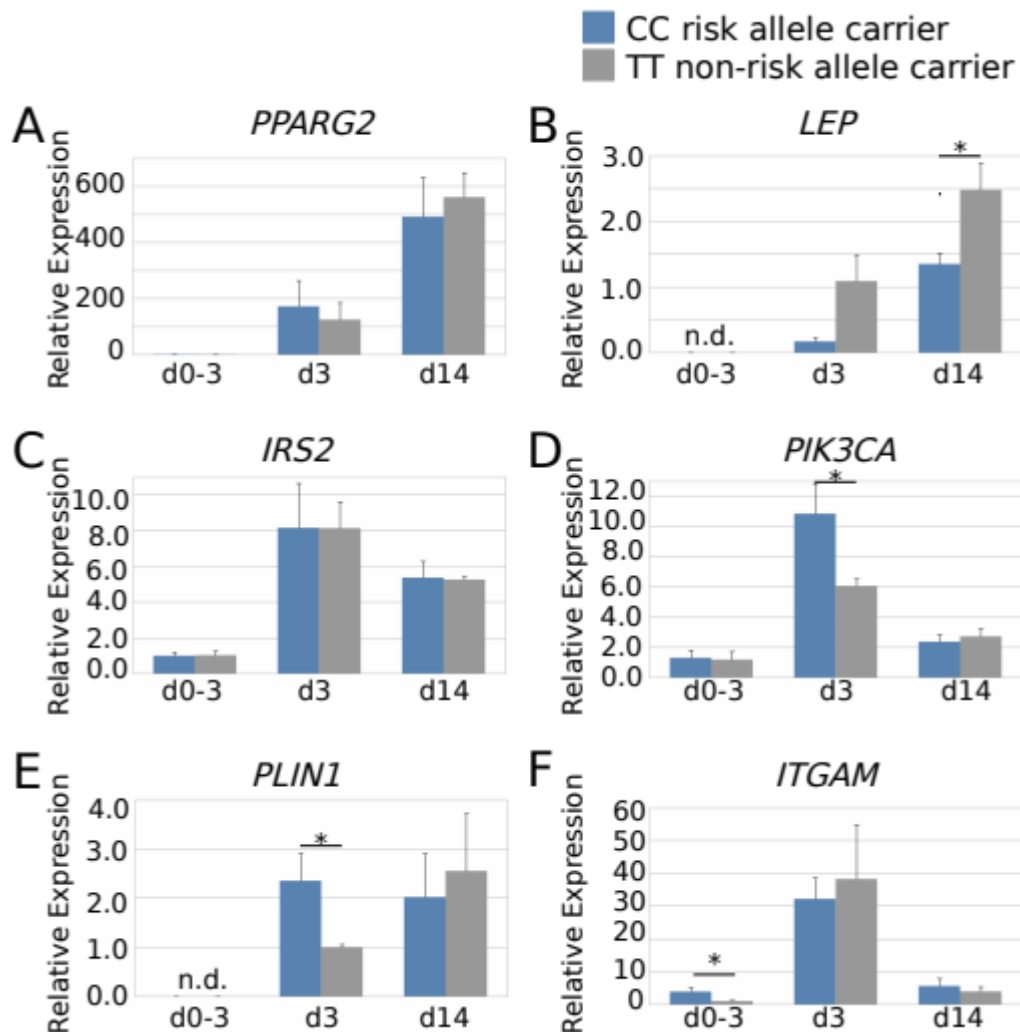 CC risk allele carrier
TT non-risk allele carrier
A
PPARG2
Relative Expression
600
400
200
0
d0-3 d3 d14
B
LEP
Relative Expression
3.0
2.0
1.0
0.0
n.d.
*
d0-3 d3 d14
C
IRS2
Relative Expression
10.0
8.0
6.0
4.0
2.0
0.0
d0-3 d3 d14
D
PIK3CA
Relative Expression
12.0
10.0
8.0
6.0
4.0
2.0
0.0
*
d0-3 d3 d14
E
PLIN1
Relative Expression
4.0
3.0
2.0
1.0
0.0
n.d.
*
d0-3 d3 d14
F
ITGAM
Relative Expression
60
50
40
30
20
10
0
*
d0-3 d3 d14